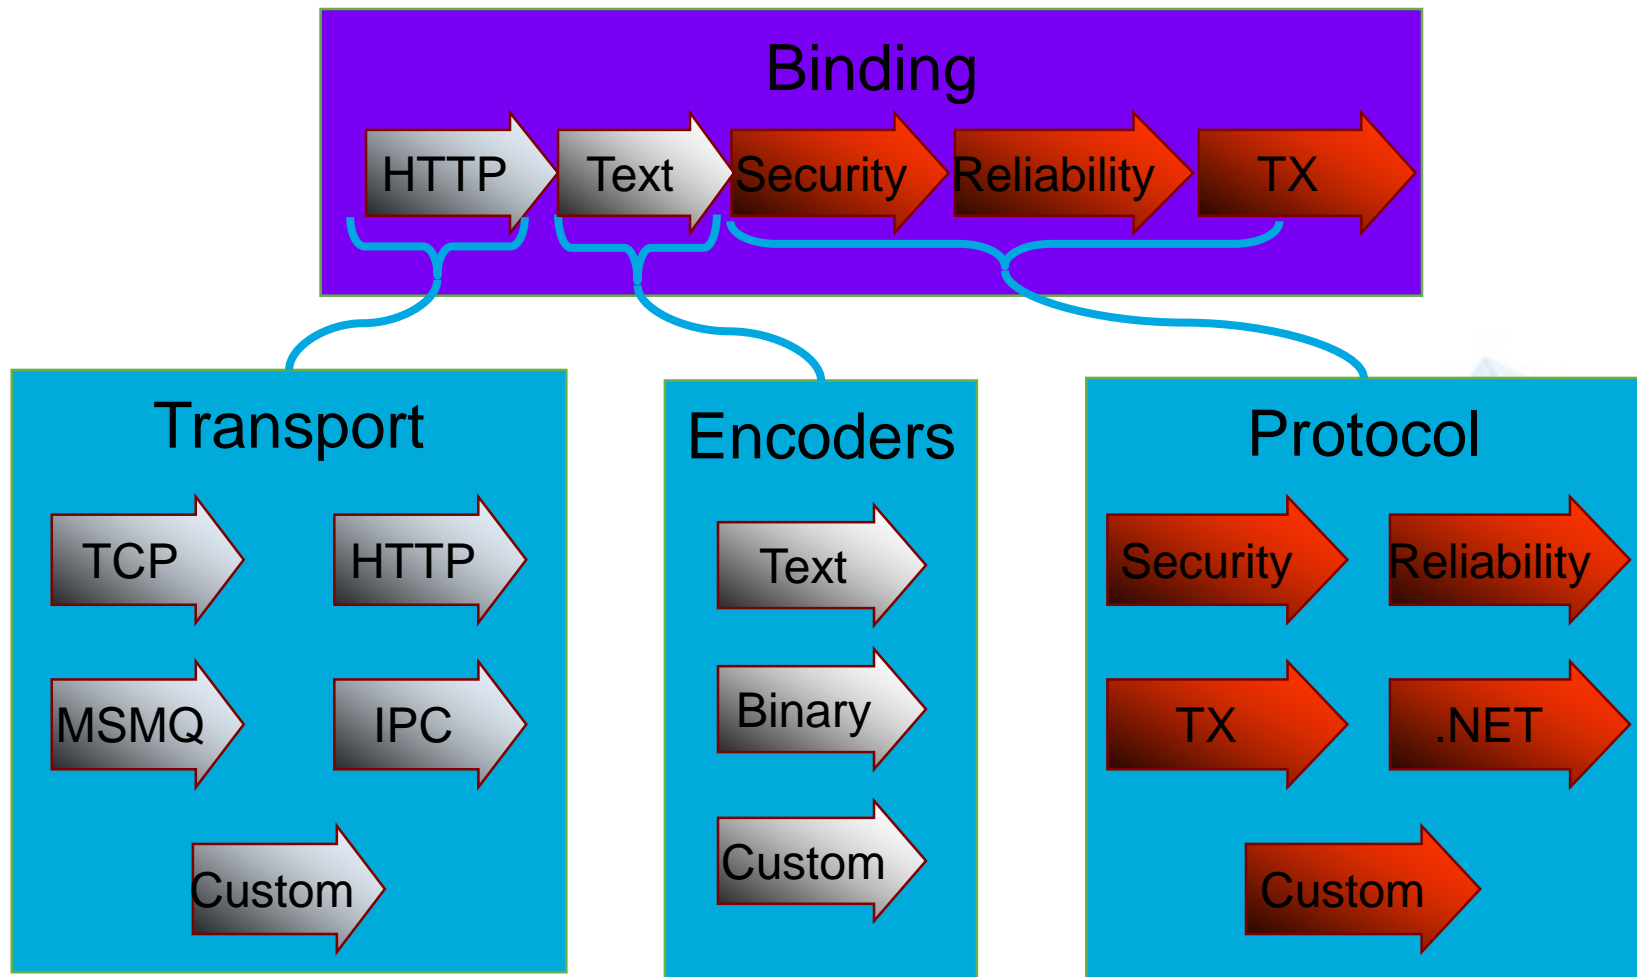 Binding
HTTP Text Security Reliability TX
Transport
TCP HTTP
MSMQ IPC
Custom
Encoders
Text
Binary
Custom
Protocol
Security Reliability
TX .NET
Custom